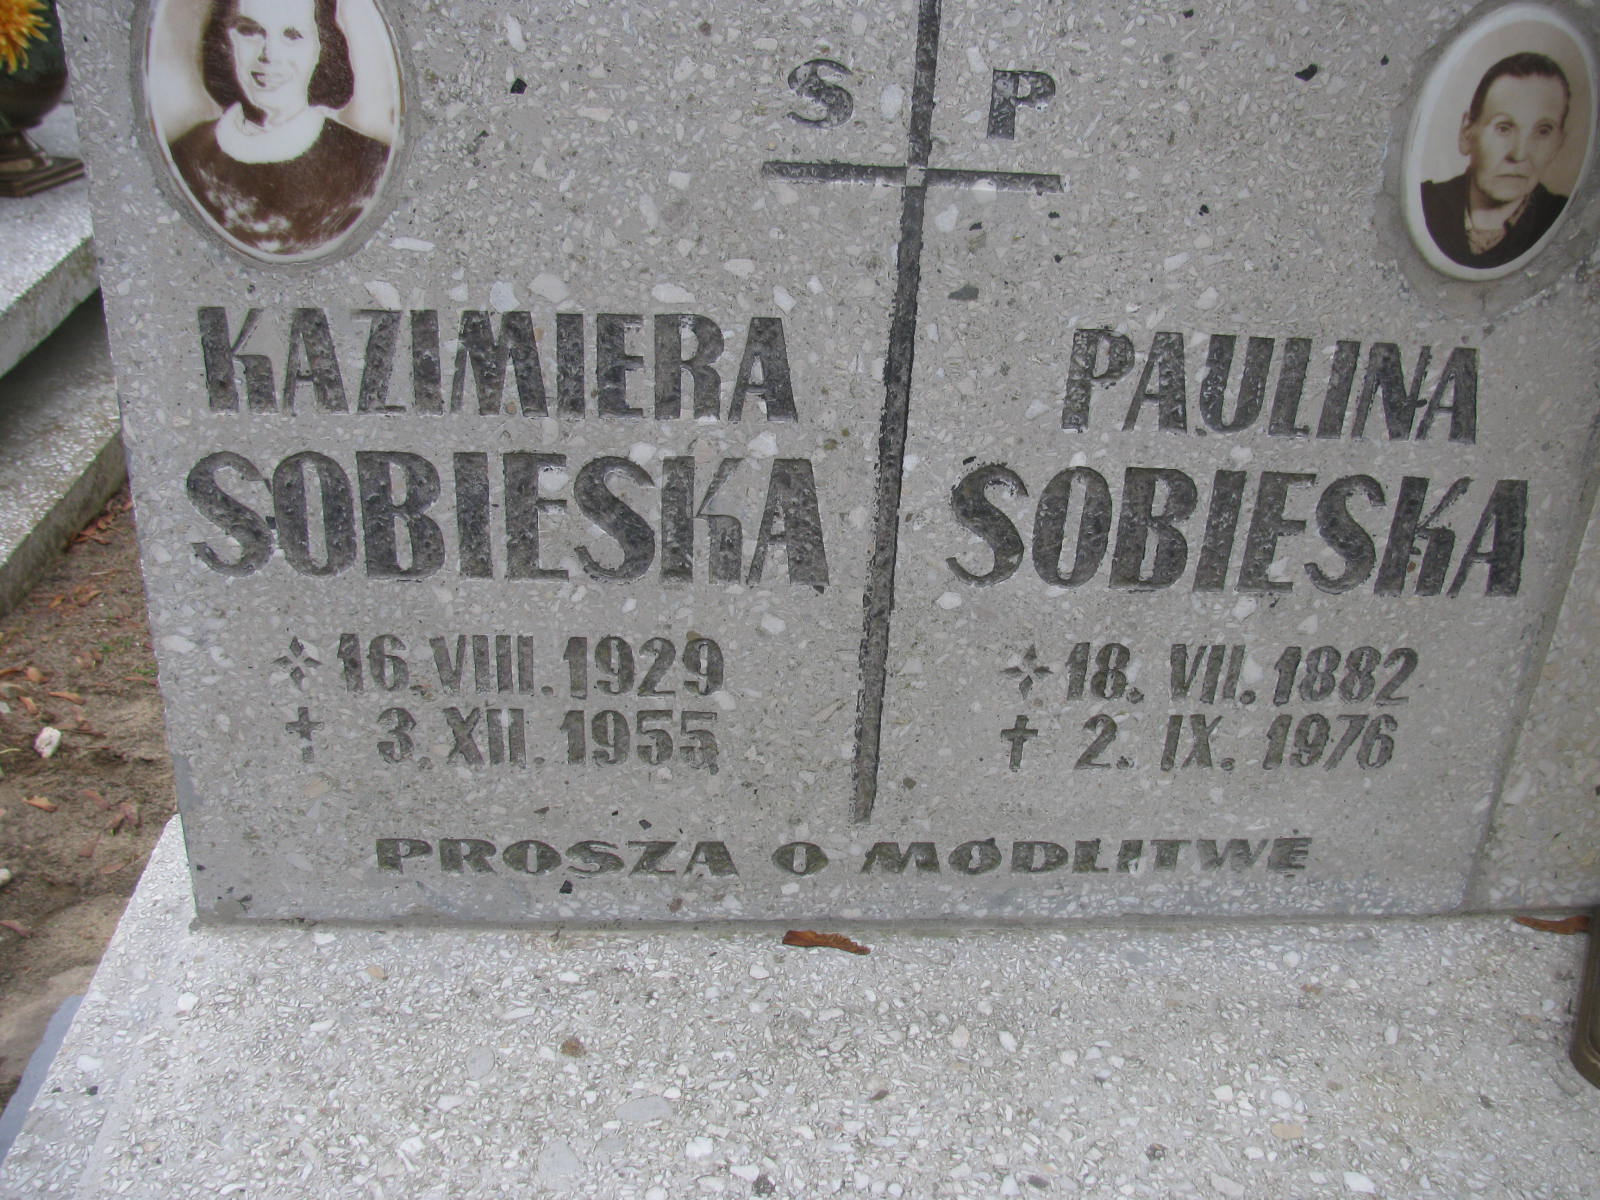 S P
KAZIMIERA
SOBIESKA
16. VIII. 1929
3. XII. 1955
PAULINA
SOBIESKA
18. VII. 1882
2. IX. 1976
PROSZĄ O MODLITWĘ